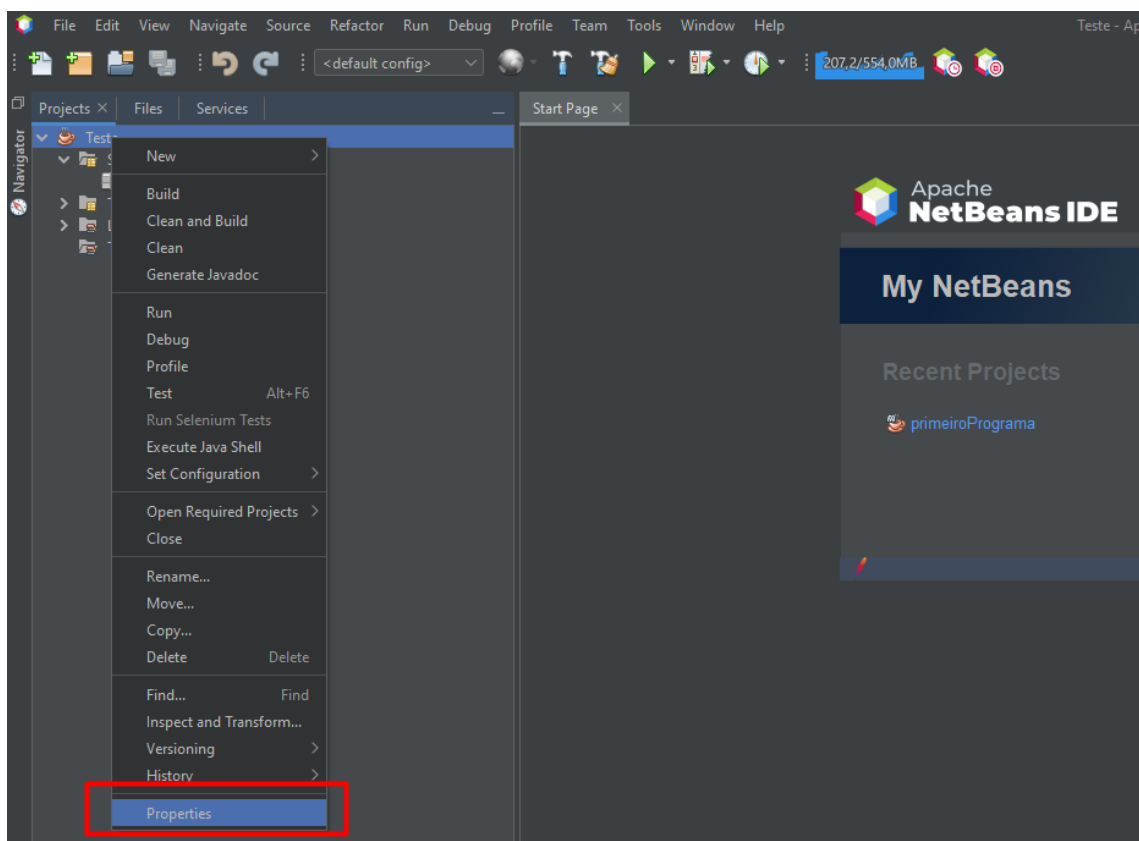 File Edit View Navigate Source Refactor Run Debug Profile Team Tools Window Help Teste - Ap
<default config> 207,2/554,0MB
Projects Files Services Start Page
Navigator
Teste
New
Build
Clean and Build
Clean
Generate Javadoc
Run
Debug
Profile
Test Alt+F6
Run Selenium Tests
Execute Java Shell
Set Configuration
Open Required Projects
Close
Rename...
Move...
Copy...
Delete Delete
Find... Find
Inspect and Transform...
Versioning
History
Properties
Apache
NetBeans IDE
My NetBeans
Recent Projects
primeiroPrograma